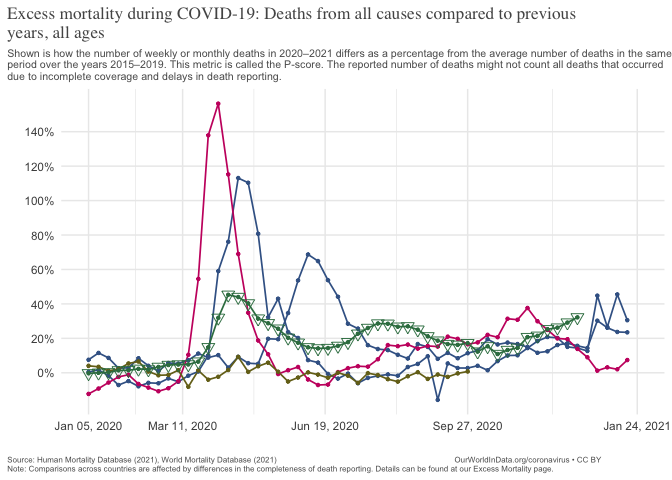 Excess mortality during COVID-19: Deaths from all causes compared to previous
years, all ages
Shown is how the number of weekly or monthly deaths in 2020–2021 differs as a percentage from the average number of deaths in the same
period over the years 2015–2019. This metric is called the P-score. The reported number of deaths might not count all deaths that occurred
due to incomplete coverage and delays in death reporting.
140%
120%
100%
80%
60%
40%
20%
0%
Jan 05, 2020 Mar 11, 2020 Jun 19, 2020 Sep 27, 2020 Jan 24, 2021
Source: Human Mortality Database (2021), World Mortality Database (2021) OurWorldInData.org/coronavirus • CC BY
Note: Comparisons across countries are affected by differences in the completeness of death reporting. Details can be found at our Excess Mortality page.